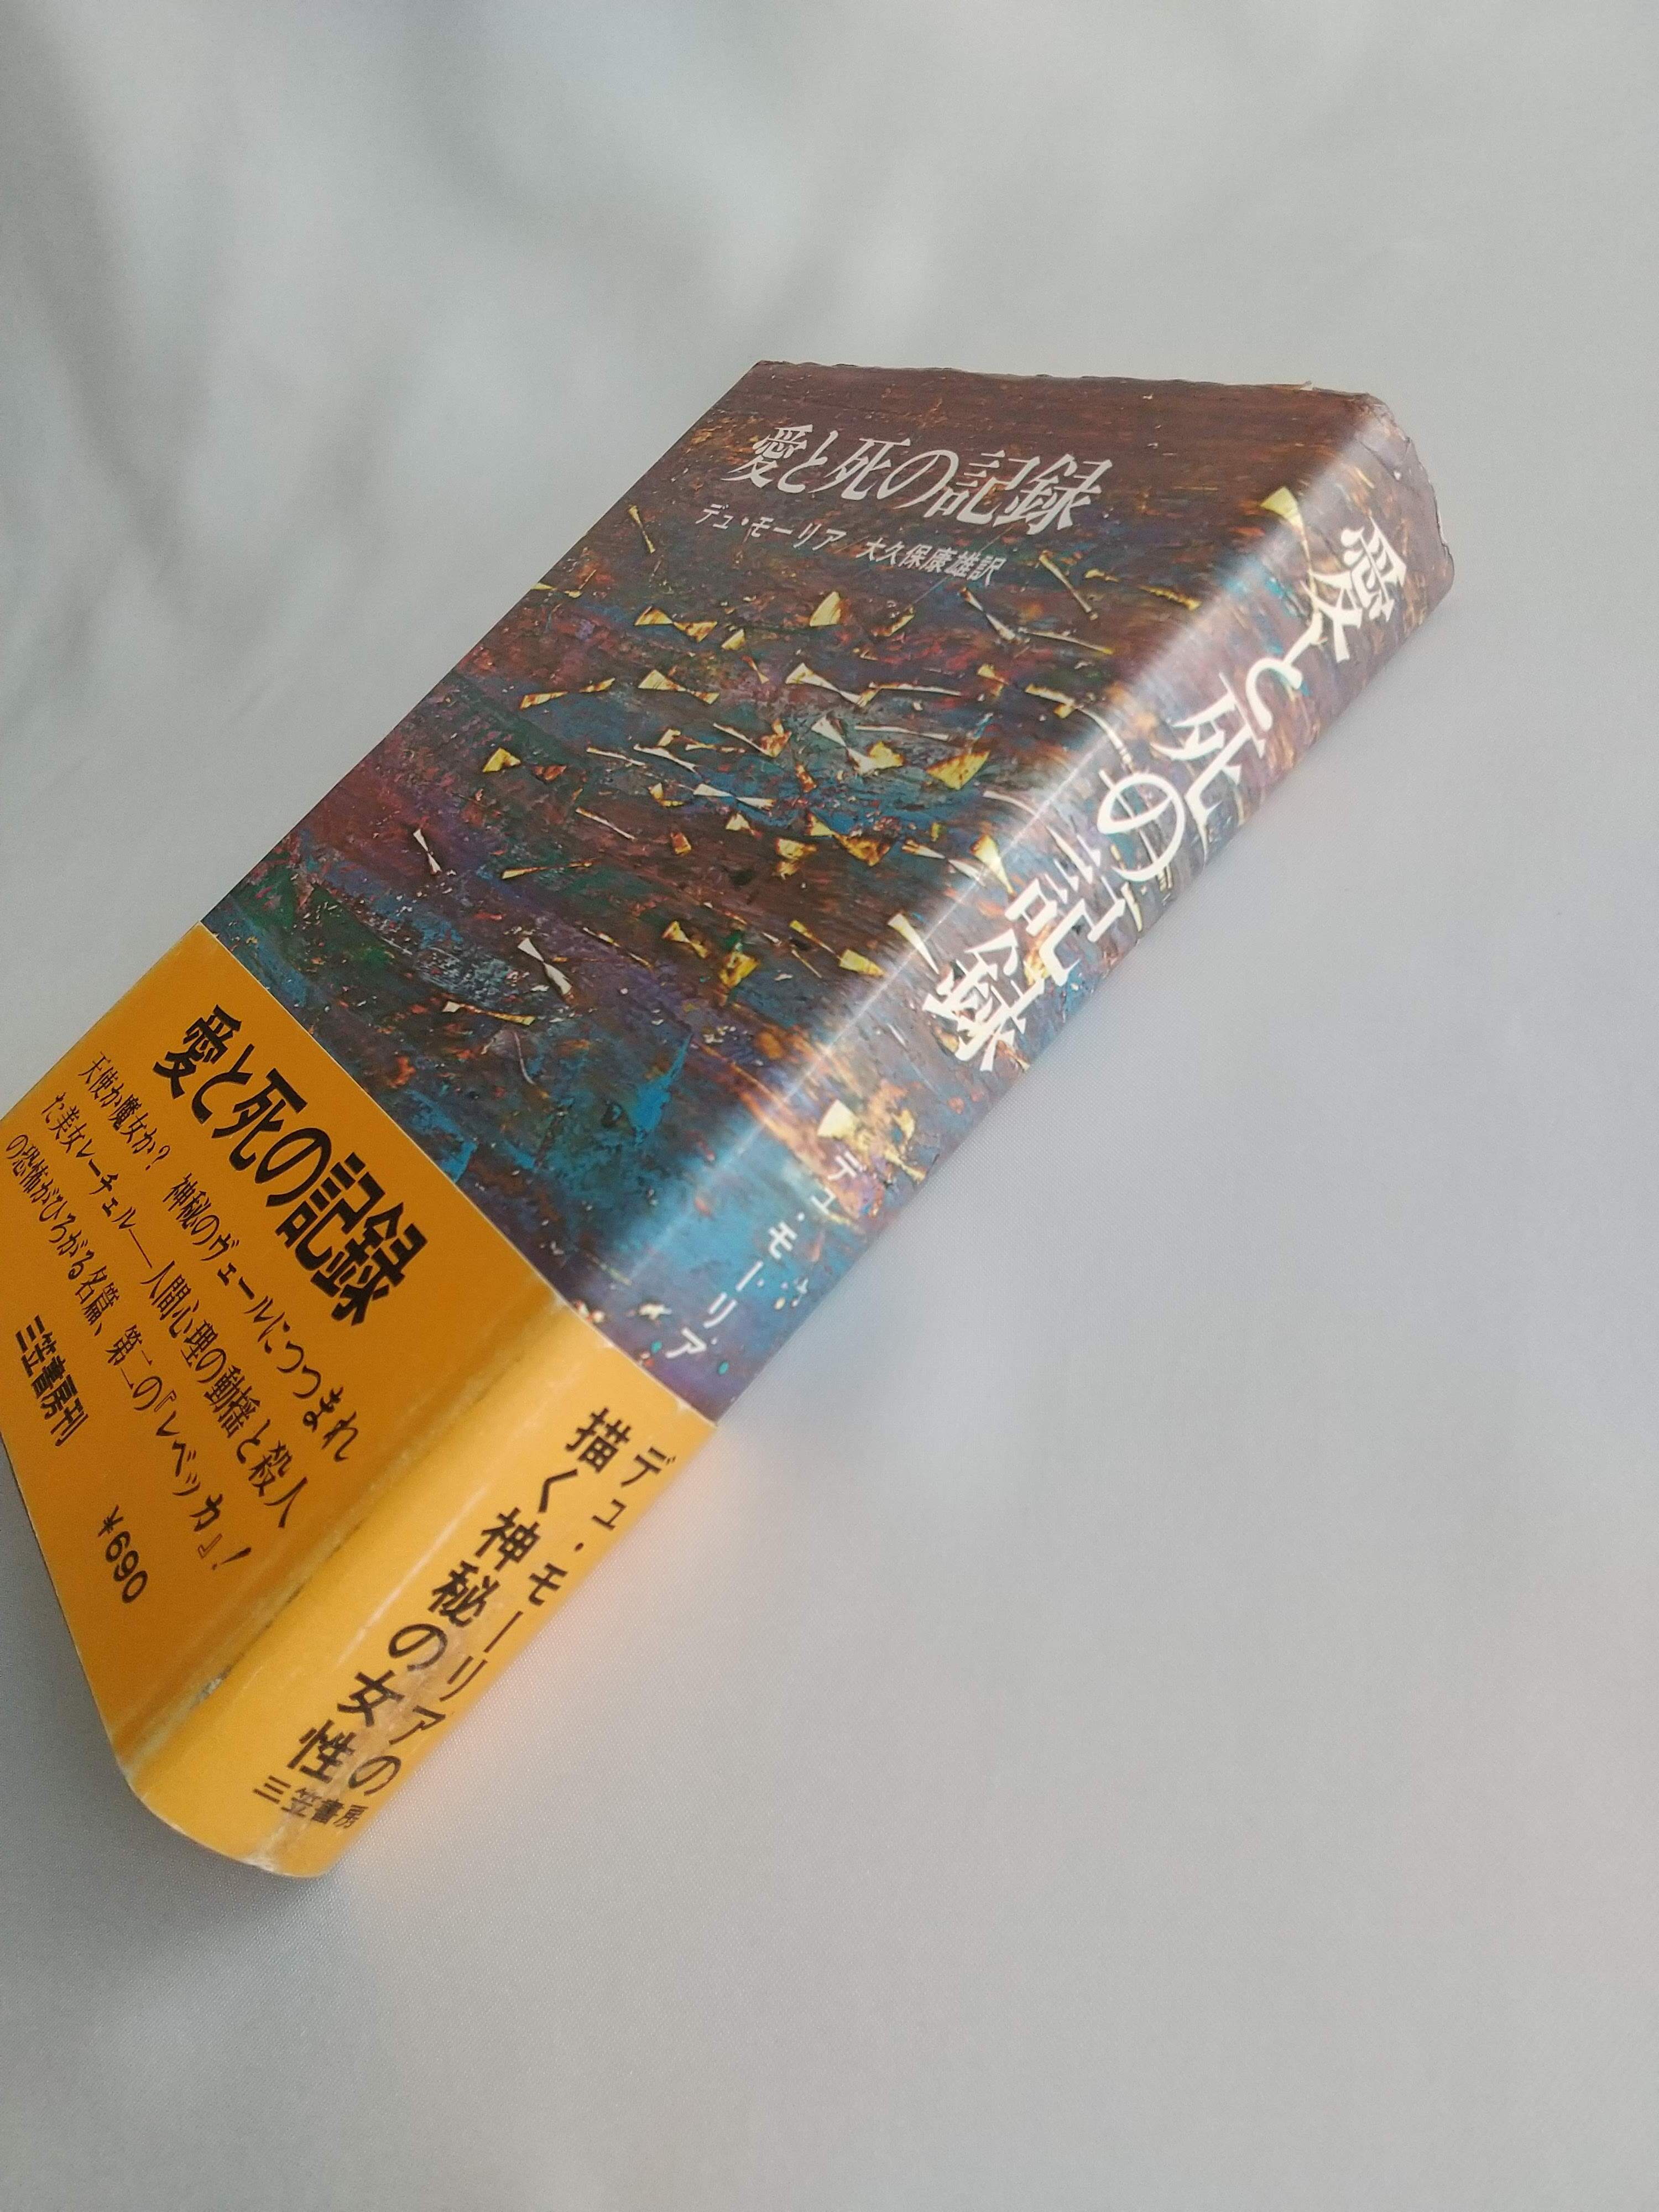 愛と死の記録
デュ・モーリア 大久保康雄訳
愛と死の記録
デュ・モーリア
愛と死の記録
天使か魔女か? 神秘のヴェールにつつまれ
た美女レーチェル――人間心理の動揺と殺人
の恐怖がひろがる名篇、第二の『レベッカ』!
三笠書房刊
¥690
デュ・モーリアの
描く神秘の女性
三笠書房